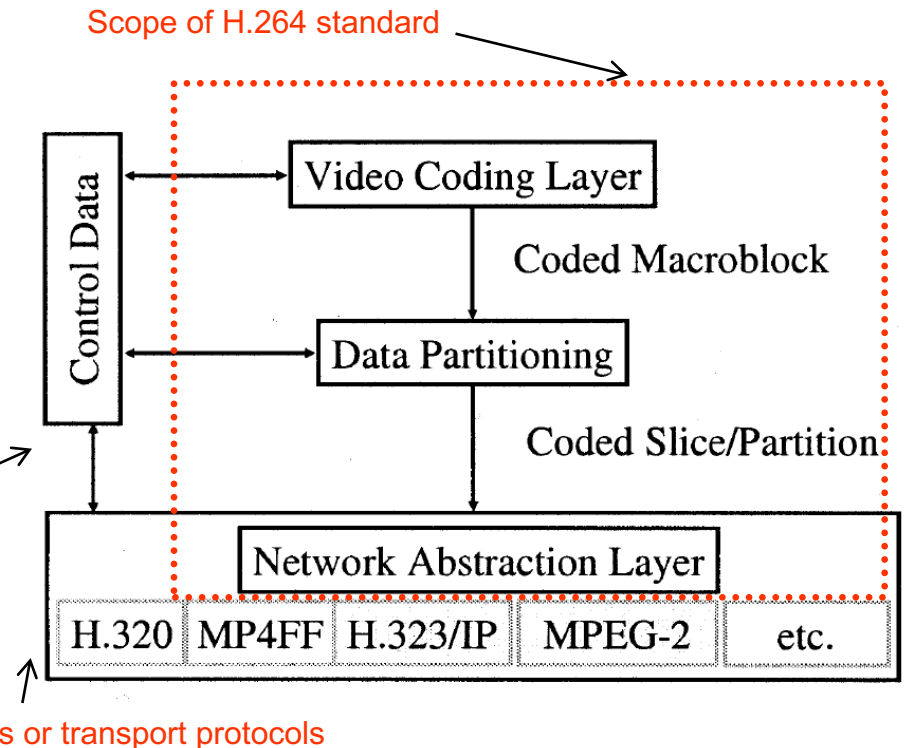 Scope of H.264 standard
Control Data
Video Coding Layer
Coded Macroblock
Data Partitioning
Coded Slice/Partition
Network Abstraction Layer
H.320 MP4FF H.323/IP MPEG-2 etc.
s or transport protocols